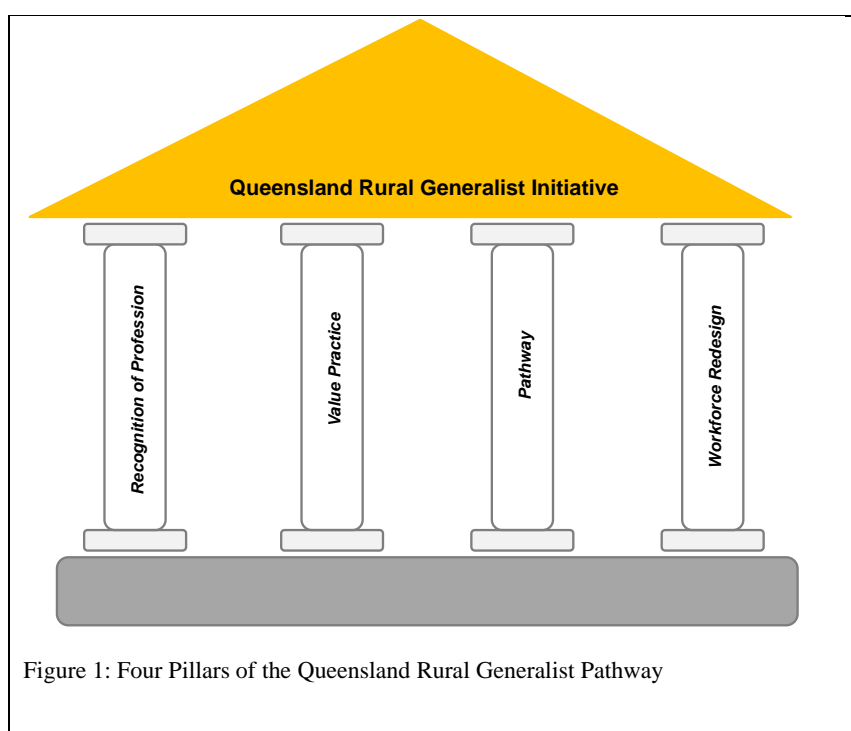 Queensland Rural Generalist Initiative
Recognition of Profession
Value Practice
Pathway
Workforce Redesign
Figure 1: Four Pillars of the Queensland Rural Generalist Pathway